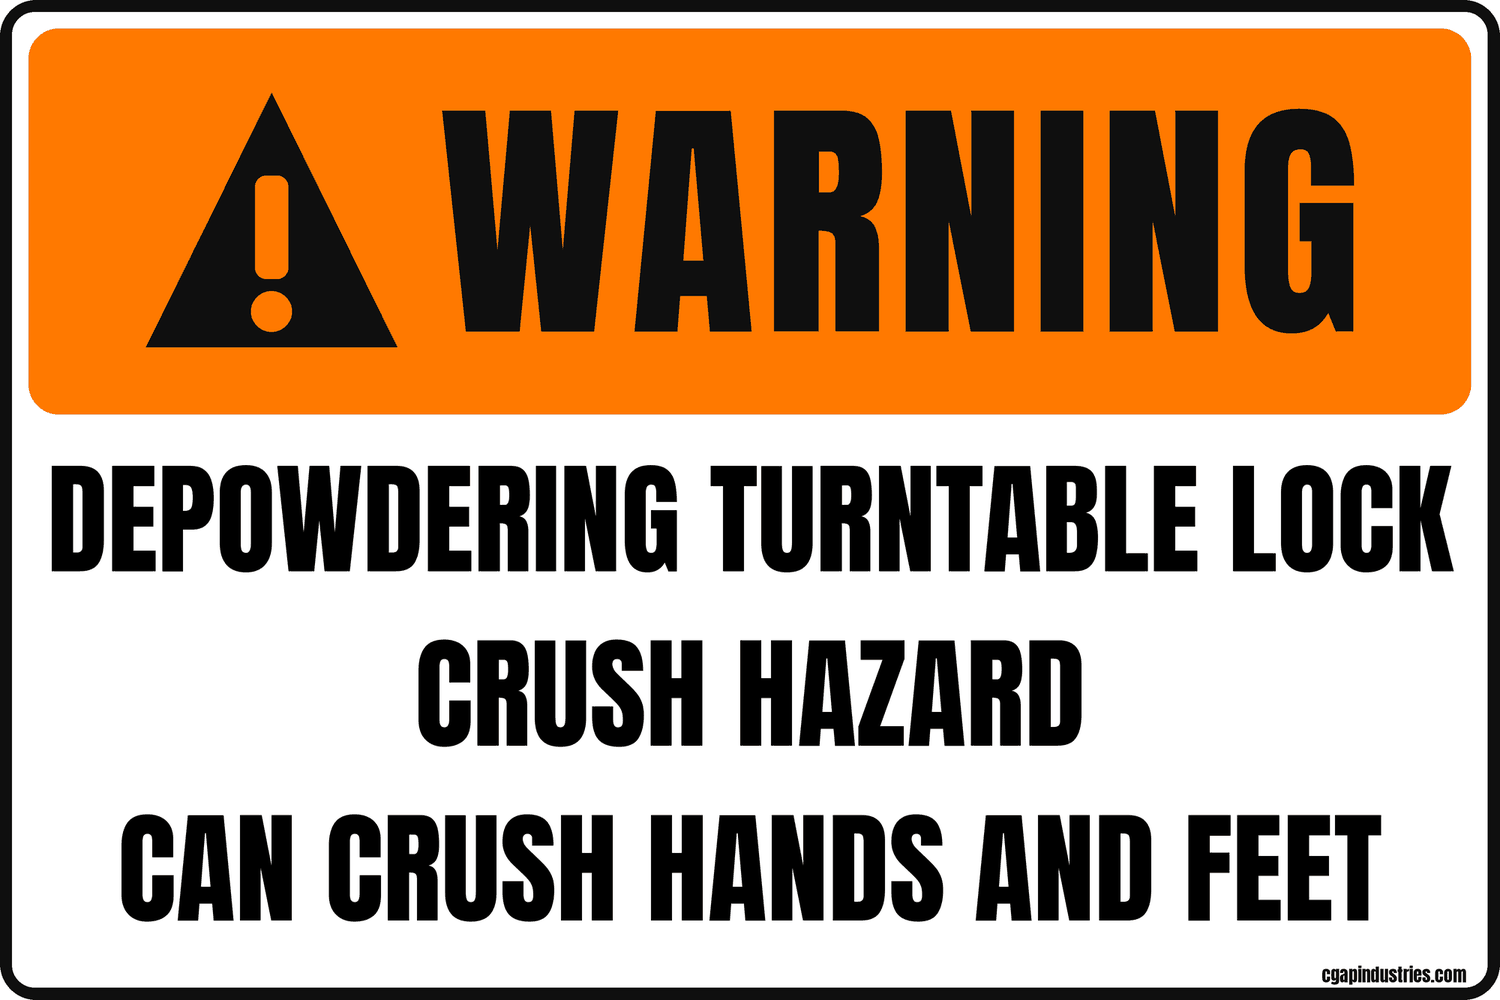 WARNING
DEPOWDERING TURNTABLE LOCK
CRUSH HAZARD
CAN CRUSH HANDS AND FEET
cgapindustries.com